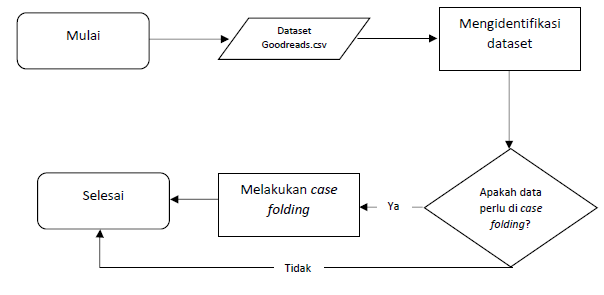 Mulai
Dataset
Goodreads.csv
Mengidentifikasi
dataset
Apakah data
perlu di case
folding?
Ya
Melakukan case
folding
Selesai
Tidak